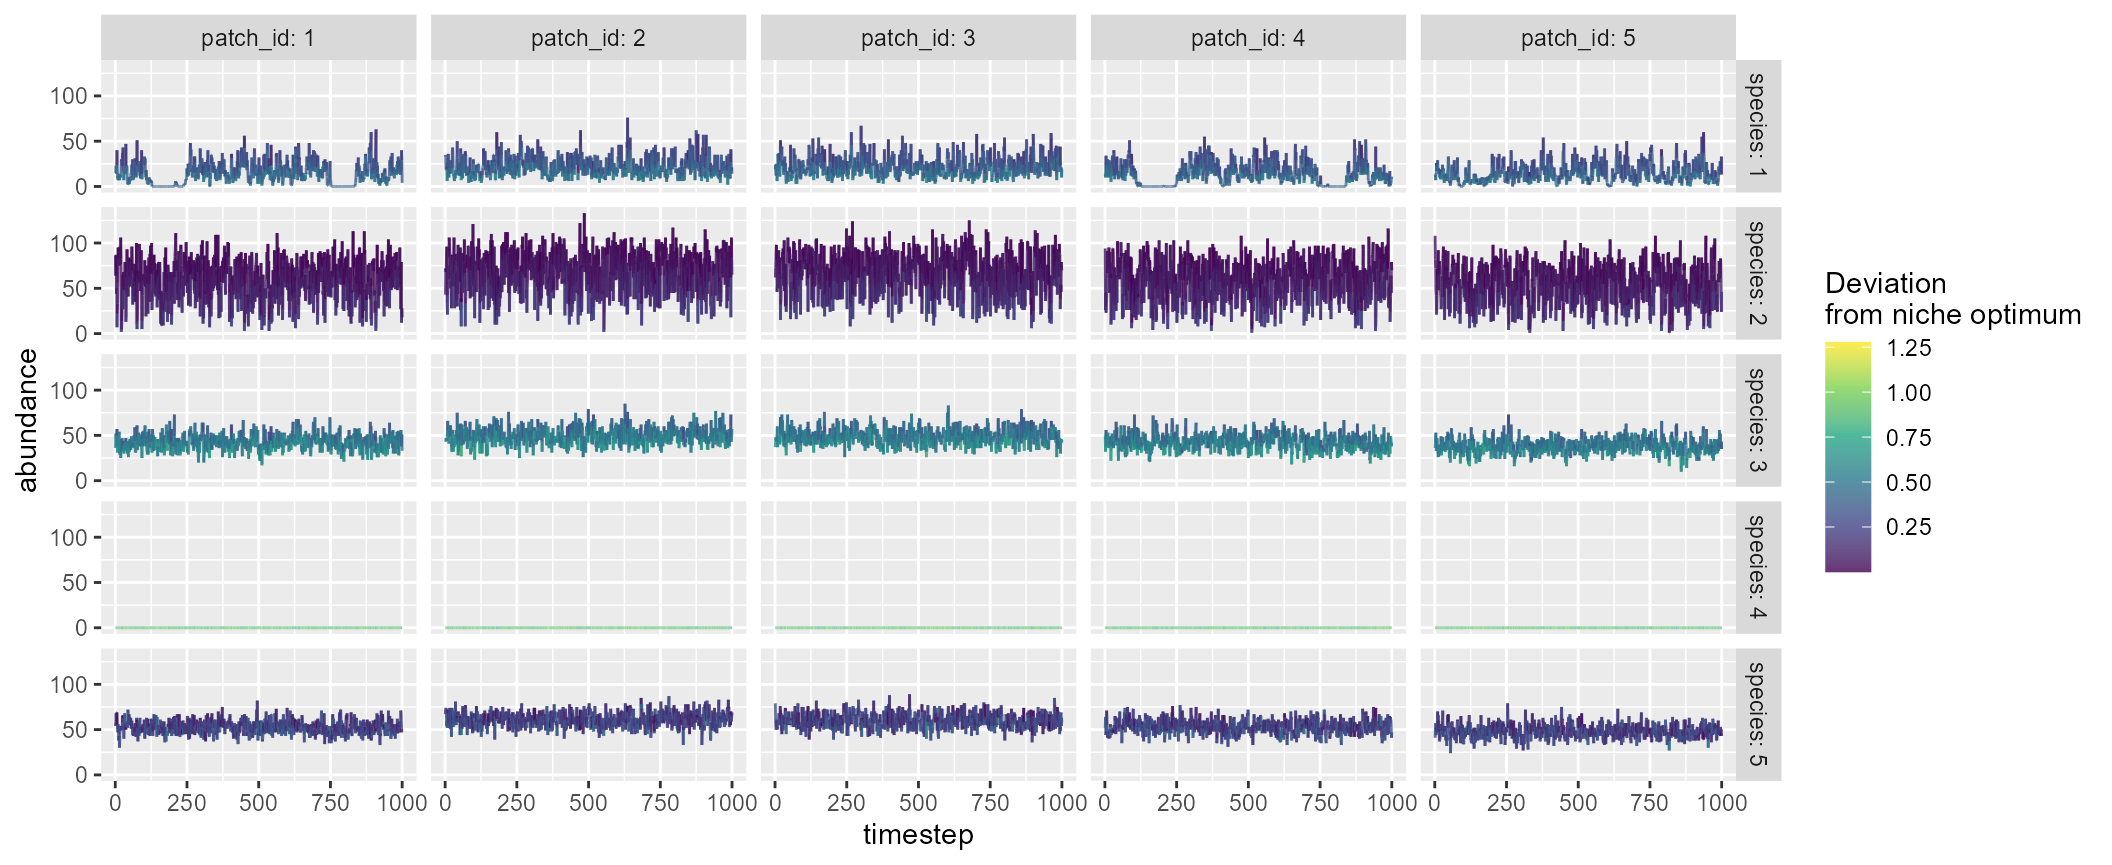 patch_id: 1
patch_id: 2
patch_id: 3
patch_id: 4
patch_id: 5
100
50
0
species: 1
100
50
0
species: 2
100
50
0
species: 3
100
50
0
species: 4
100
50
0
species: 5
0 250 500 750 1000
0 250 500 750 1000
0 250 500 750 1000
0 250 500 750 1000
0 250 500 750 1000
timestep
abundance
Deviation
from niche optimum
1.25
1.00
0.75
0.50
0.25